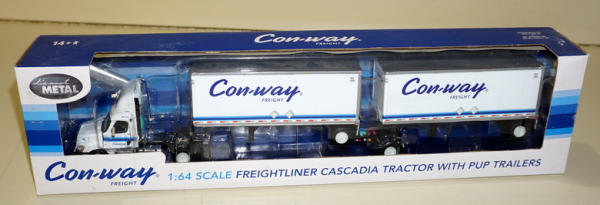 14+
Con-way
FREIGHT
Diecast
METAL
Con-way
FREIGHT
Con-way
FREIGHT
Con-way
FREIGHT
1:64 SCALE FREIGHTLINER CASCADIA TRACTOR WITH PUP TRAILERS